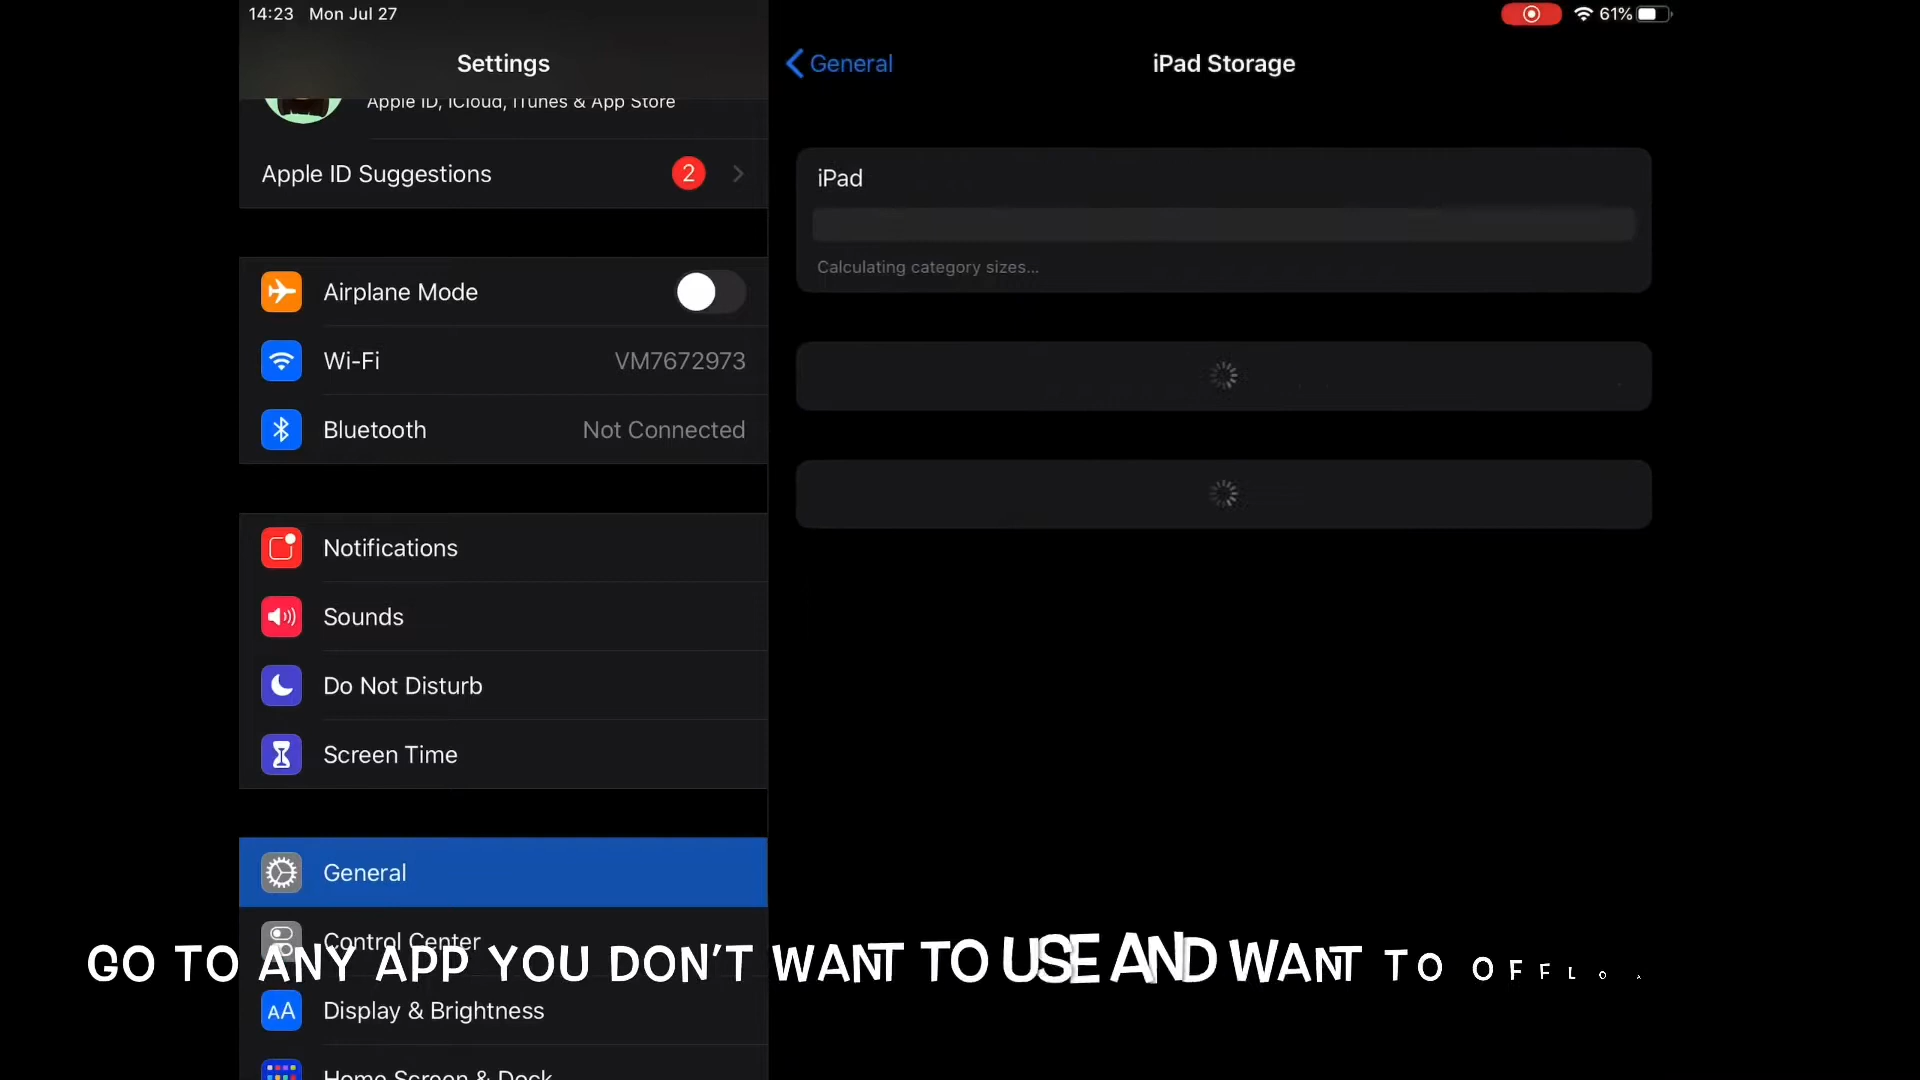 14:23 Mon Jul 27
61%
Settings
General
iPad Storage
Apple ID, iCloud, iTunes & App Store
Apple ID Suggestions
2
iPad
Calculating category sizes...
Airplane Mode
Wi-Fi
VM7672973
Bluetooth
Not Connected
Notifications
Sounds
Do Not Disturb
Screen Time
General
Control Center
GO TO ANY APP YOU DON'T WANT TO USE AND WANT TO OFFLO
Display & Brightness
Home Screen & Dock